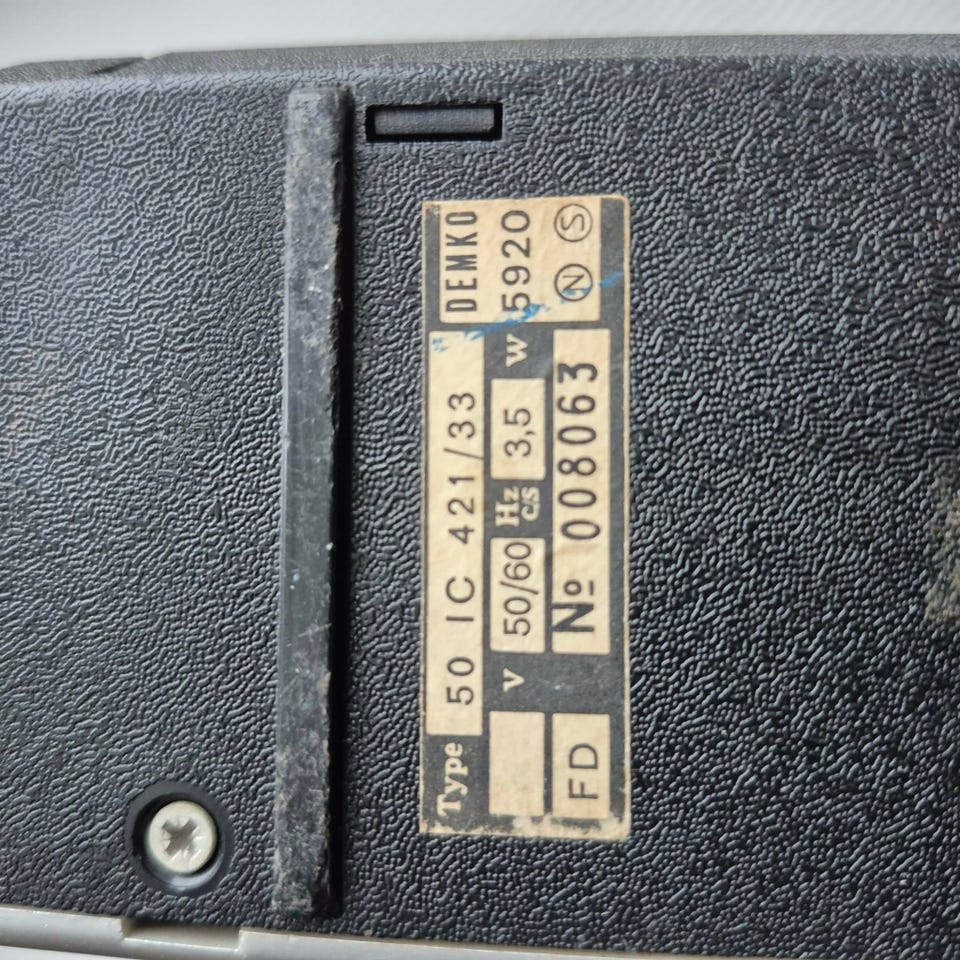 Type 50 IC 421/33 DEMKO
V 50/60 Hz c/s 3,5 W 5920
FD № 008063 N S